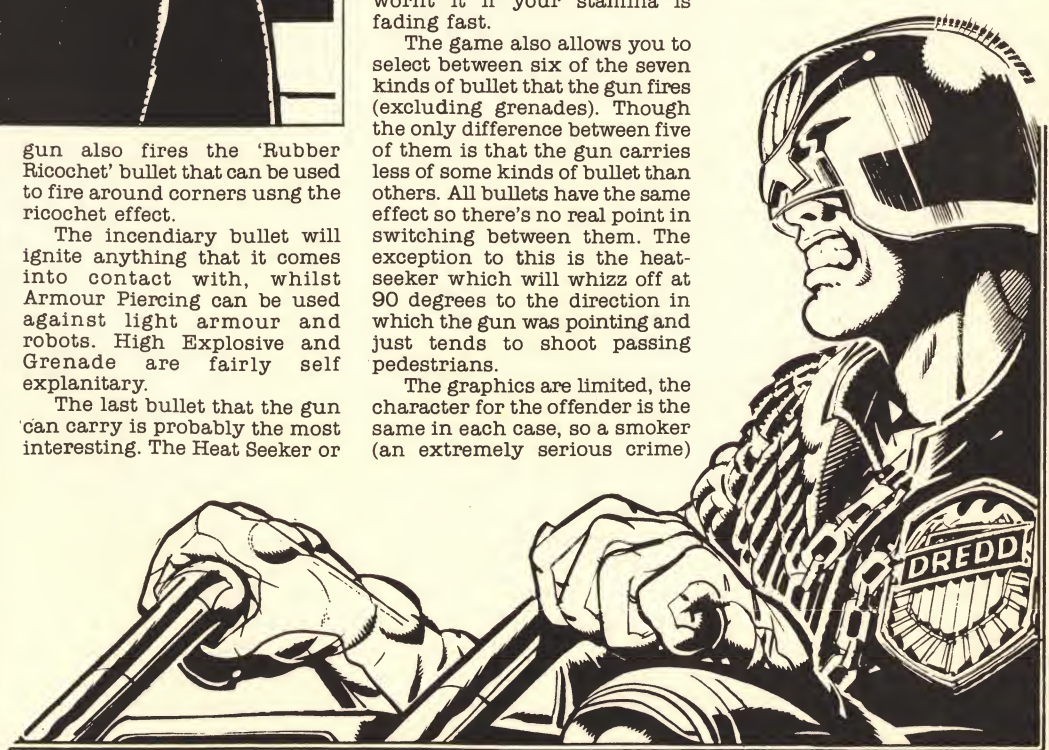 gun also fires the 'Rubber
Ricochet' bullet that can be used
to fire around corners usng the
ricochet effect.
The incendiary bullet will
ignite anything that it comes
into contact with, whilst
Armour Piercing can be used
against light armour and
robots. High Explosive and
Grenade are fairly self
explanitary.
The last bullet that the gun
can carry is probably the most
interesting. The Heat Seeker or
it if your stamina is
fading fast.
The game also allows you to
select between six of the seven
kinds of bullet that the gun fires
(excluding grenades). Though
the only difference between five
of them is that the gun carries
less of some kinds of bullet than
others. All bullets have the same
effect so there's no real point in
switching between them. The
exception to this is the heat-
seeker which will whizz off at
90 degrees to the direction in
which the gun was pointing and
just tends to shoot passing
pedestrians.
The graphics are limited, the
character for the offender is the
same in each case, so a smoker
(an extremely serious crime)
DREDD